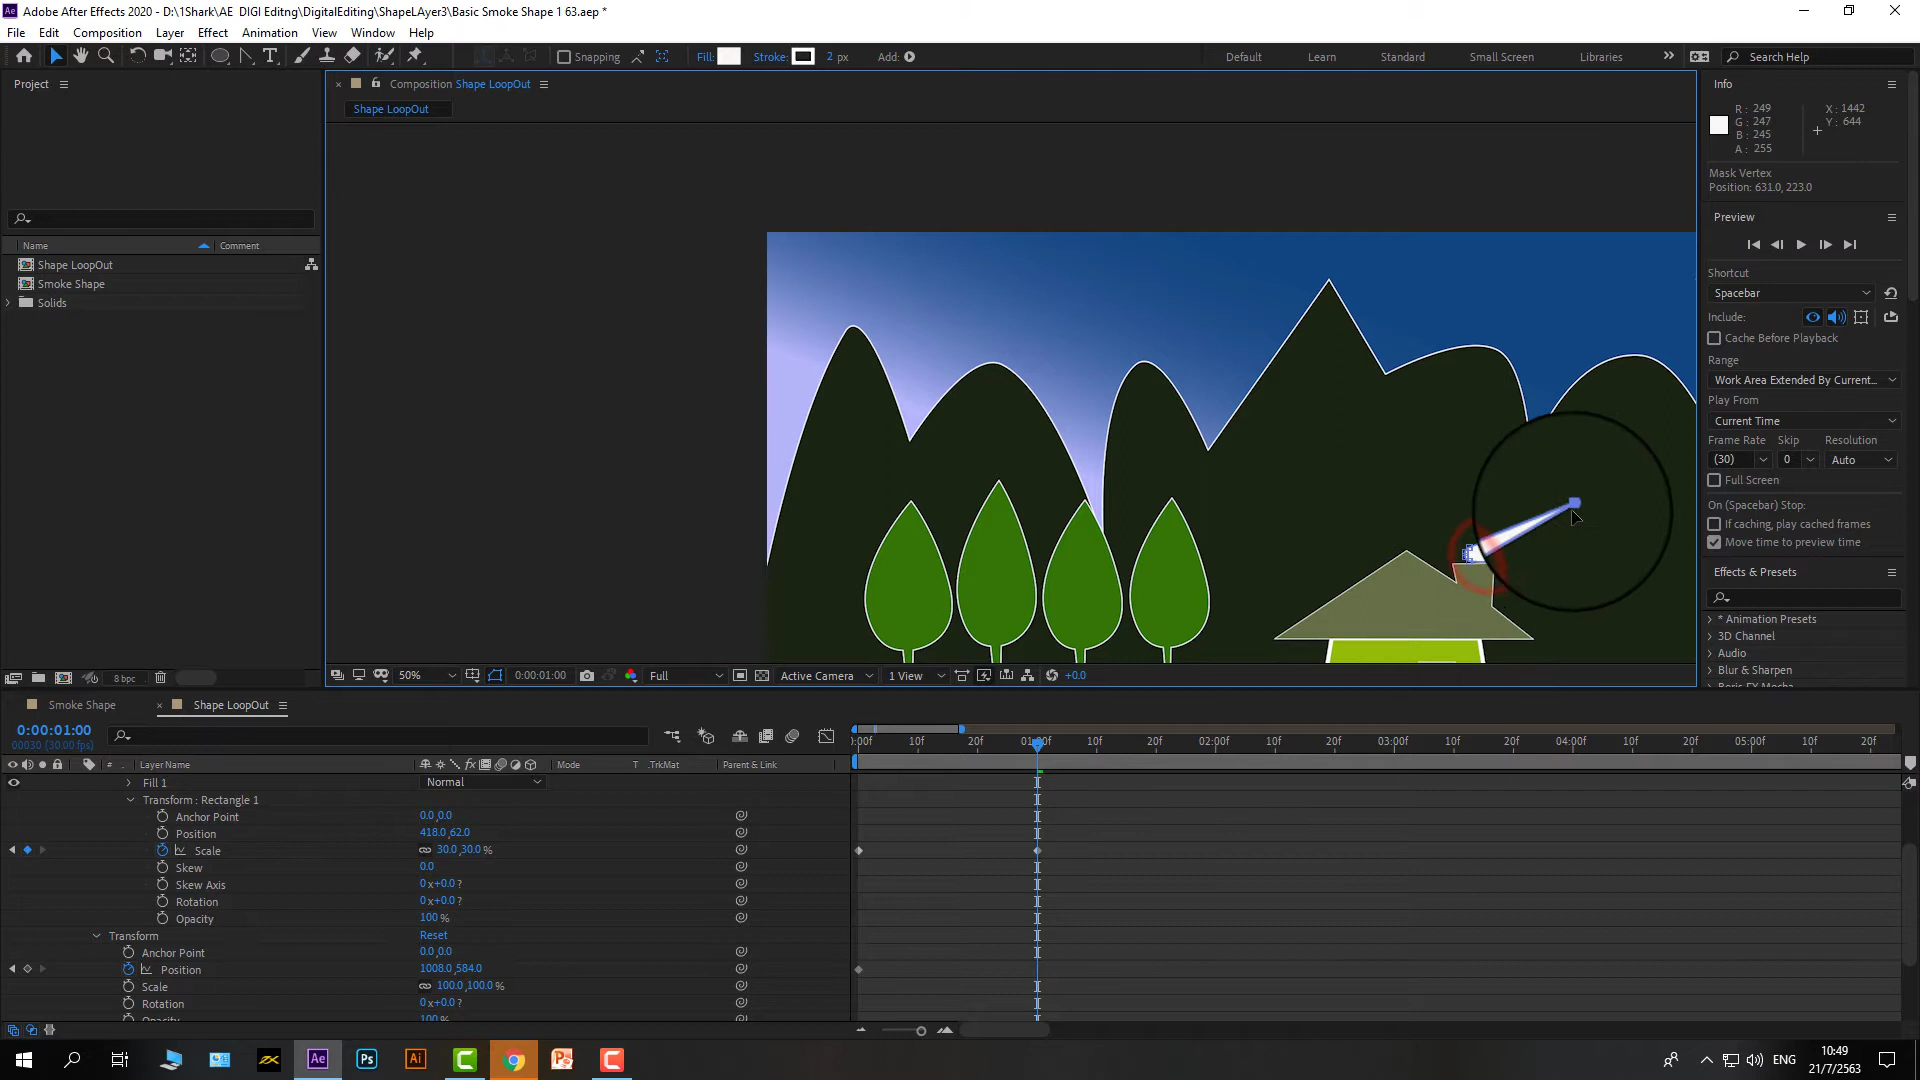 Adobe After Effects 2020 - D:\1Shark\AE  DIGI Editng\DigitalEditing\ShapeLAyer3\Basic Smoke Shape 1 63.aep *
File Edit Composition Layer Effect Animation View Window Help
Snapping Fill: Stroke: 2 px Add: Default Learn Standard Small Screen Libraries Search Help
Project
Composition Shape LoopOut
Shape LoopOut
Info
R : 249
G : 247
B : 245
A : 255
X : 1442
Y : 644
Mask Vertex
Position: 631.0, 223.0
Preview
Name Comment
Shape LoopOut
Smoke Shape
Solids
Shortcut
Spacebar
Include:
Cache Before Playback
Range
Work Area Extended By Current...
Play From
Current Time
Frame Rate Skip Resolution
(30) 0 Auto
Full Screen
On (Spacebar) Stop:
If caching, play cached frames
Move time to preview time
Effects & Presets
* Animation Presets
3D Channel
Audio
Blur & Sharpen
Boris FX Mocha
8 bpc
50% 0:00:01:00 Full Active Camera 1 View +0.0
Smoke Shape
Shape LoopOut
0:00:01:00
00030 (30.00 fps)
# Layer Name Mode T .TrkMat Parent & Link
):00f 10f 20f 01:00f 10f 20f 02:00f 10f 20f 03:00f 10f 20f 04:00f 10f 20f 05:00f 10f 20f
Fill 1 Normal
Transform : Rectangle 1
Anchor Point 0.0,0.0
Position 418.0,62.0
Scale 30.0,30.0 %
Skew 0.0
Skew Axis 0 x+0.0 ?
Rotation 0 x+0.0 ?
Opacity 100 %
Transform Reset
Anchor Point 0.0,0.0
Position 1008.0,584.0
Scale 100.0,100.0 %
Rotation 0 x+0.0 ?
Opacity 100 %
Ae Ps Ai ENG 10:49
21/7/2563